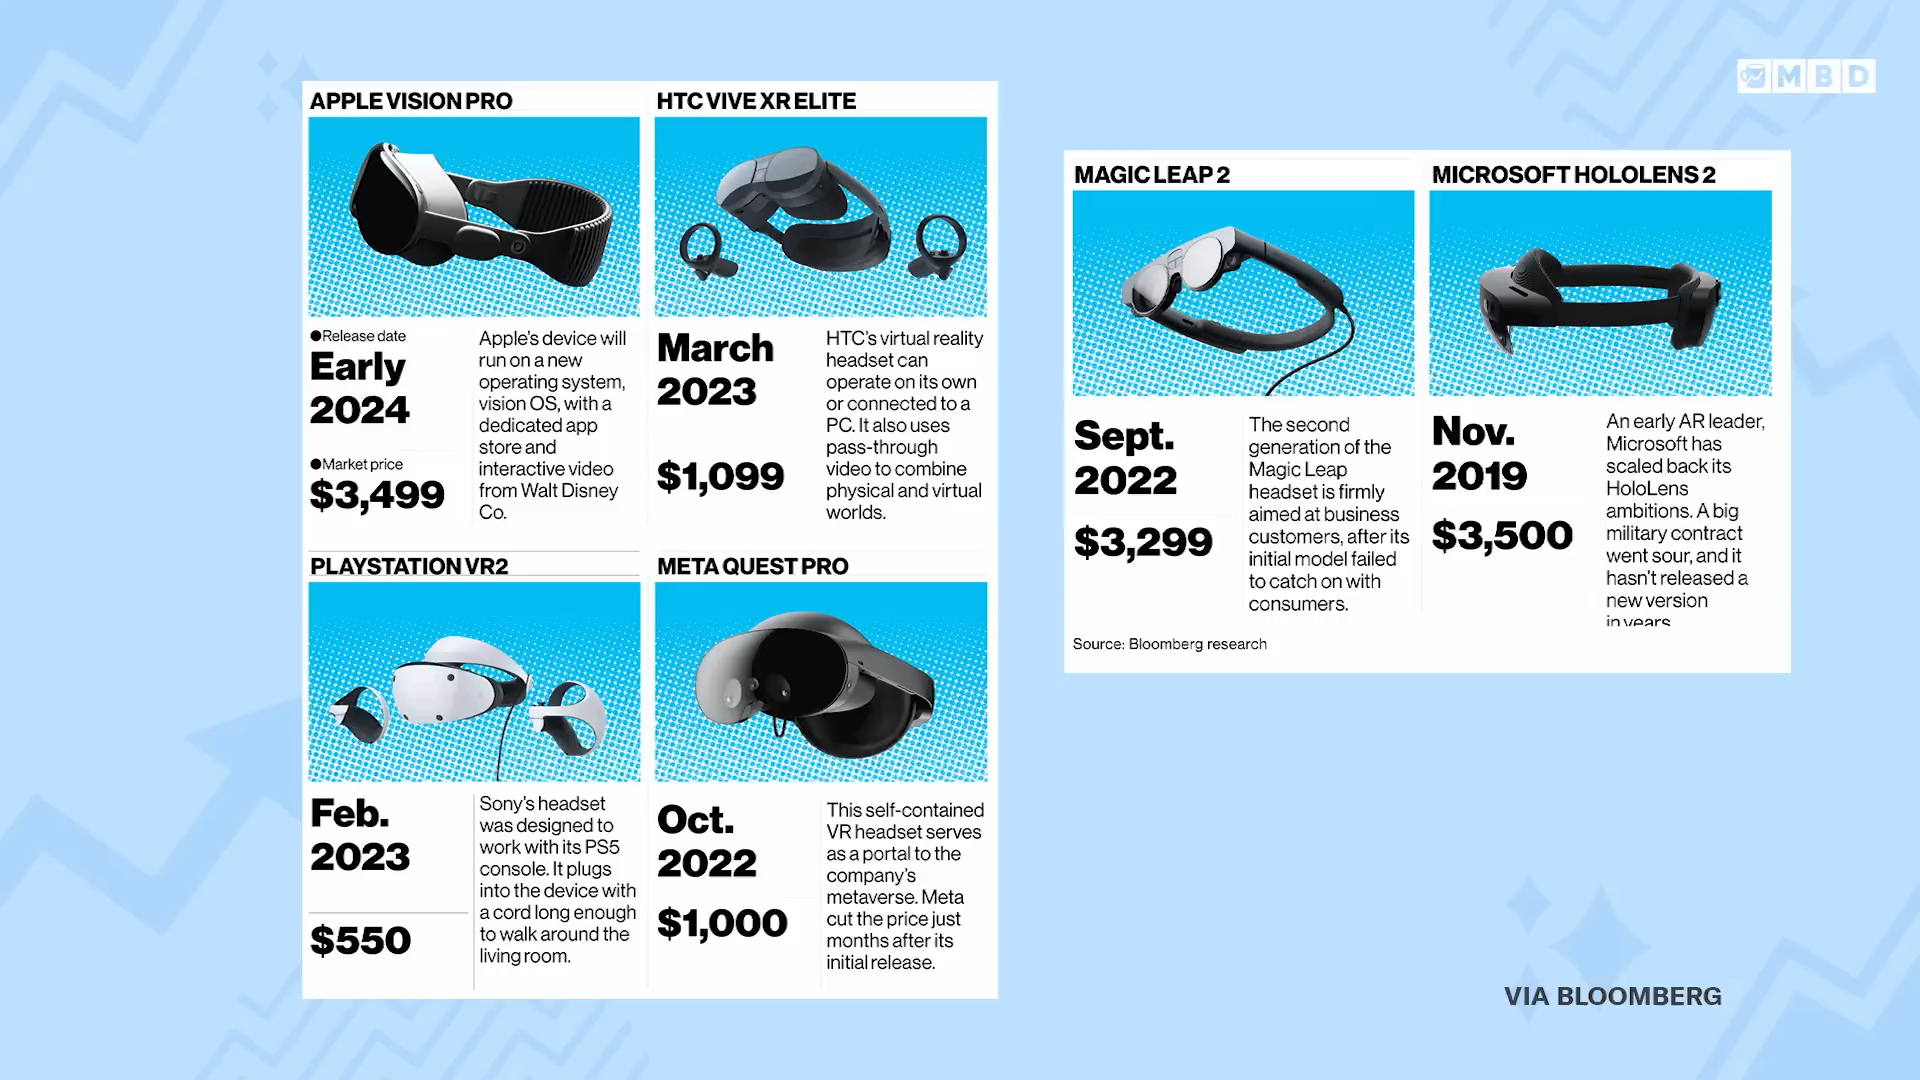 MBD
APPLE VISION PRO
●Release date
Early
2024
●Market price
$3,499
Apple's device will
run on a new
operating system,
vision OS, with a
dedicated app
store and
interactive video
from Walt Disney
Co.
HTC VIVE XR ELITE
March
2023
$1,099
HTC's virtual reality
headset can
operate on its own
or connected to a
PC. It also uses
pass-through
video to combine
physical and virtual
worlds.
PLAYSTATION VR2
Feb.
2023
$550
Sony's headset
was designed to
work with its PS5
console. It plugs
into the device with
a cord long enough
to walk around the
living room.
META QUEST PRO
Oct.
2022
$1,000
This self-contained
VR headset serves
as a portal to the
company's
metaverse. Meta
cut the price just
months after its
initial release.
MAGIC LEAP 2
Sept.
2022
$3,299
The second
generation of the
Magic Leap
headset is firmly
aimed at business
customers, after its
initial model failed
to catch on with
consumers.
MICROSOFT HOLOLENS 2
Nov.
2019
$3,500
An early AR leader,
Microsoft has
scaled back its
HoloLens
ambitions. A big
military contract
went sour, and it
hasn't released a
new version
in years
Source: Bloomberg research
VIA BLOOMBERG